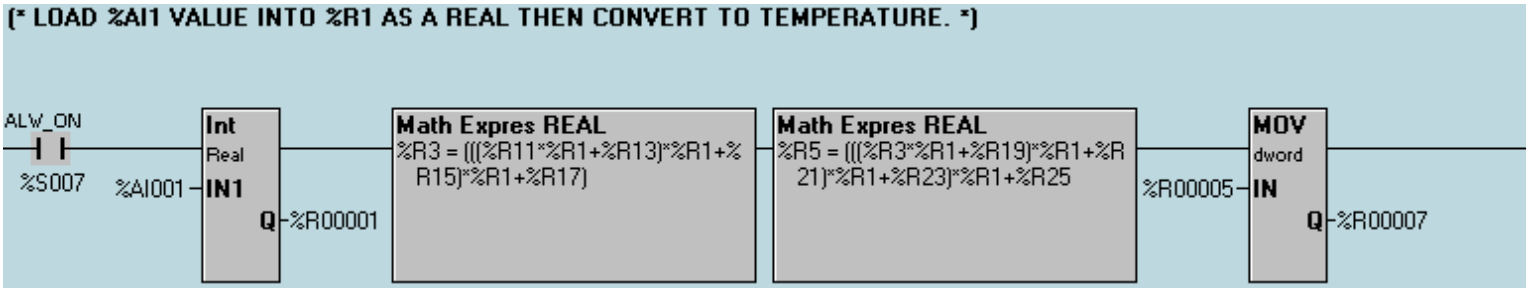 (* LOAD %AI1 VALUE INTO %R1 AS A REAL THEN CONVERT TO TEMPERATURE. *)
ALW_ON
%S007
Int
Real
%AI001
IN1
Q
%R00001
Math Expres REAL
%R3 = (((%R11*%R1+%R13)*%R1+%
R15)*%R1+%R17)
Math Expres REAL
%R5 = (((%R3*%R1+%R19)*%R1+%R
21)*%R1+%R23)*%R1+%R25
MOV
dword
%R00005
IN
Q
%R00007